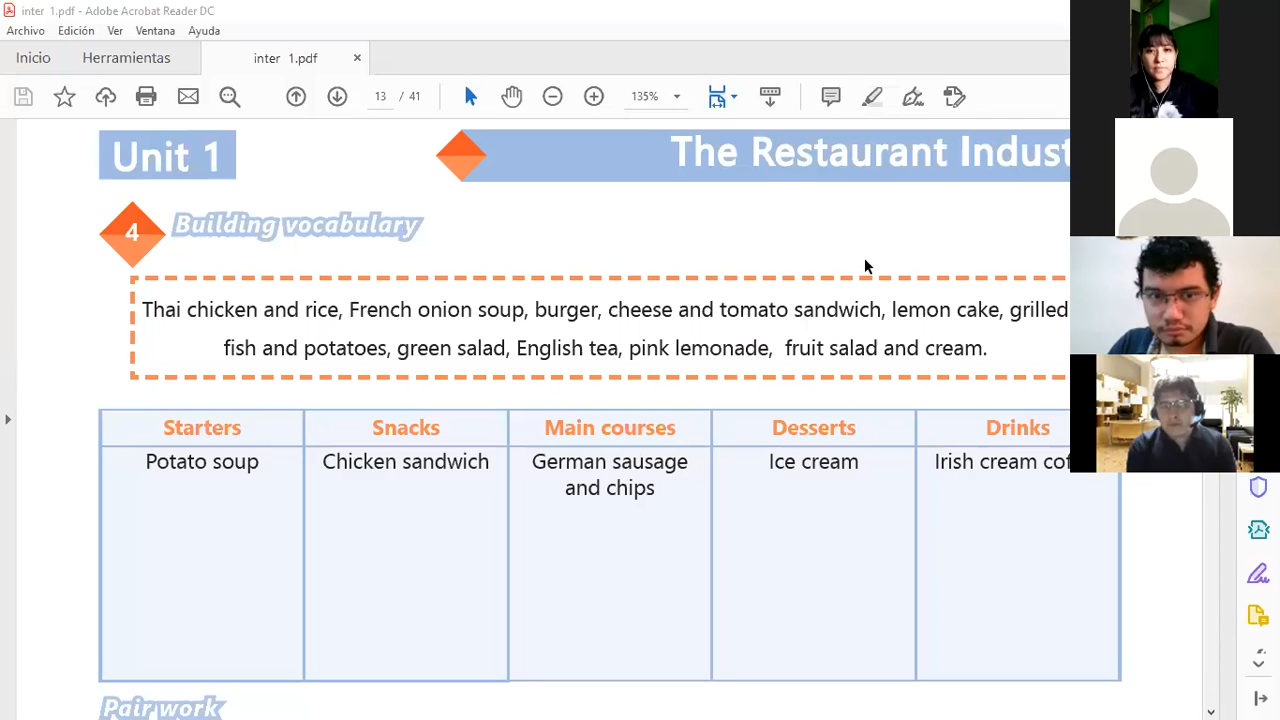 inter 1.pdf - Adobe Acrobat Reader DC
Archivo Edición Ver Ventana Ayuda
Inicio Herramientas inter 1.pdf ×
13 / 41 135%
Unit 1 The Restaurant Indust
4 Building vocabulary
Thai chicken and rice, French onion soup, burger, cheese and tomato sandwich, lemon cake, grilled
fish and potatoes, green salad, English tea, pink lemonade, fruit salad and cream.
Starters Snacks Main courses Desserts Drinks
Potato soup Chicken sandwich German sausage Ice cream Irish cream cof
and chips
Pair work